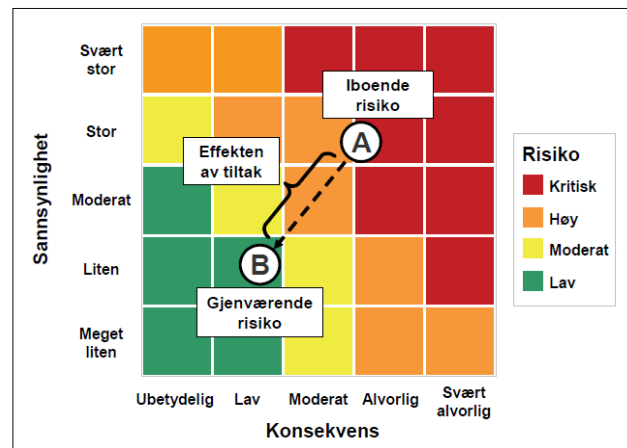 Sannsynlighet
Svært
stor
Stor
Moderat
Liten
Meget
liten
Iboende
risiko
A
Effekten
av tiltak
B
Gjenværende
risiko
Ubetydelig
Lav
Moderat
Alvorlig
Svært
alvorlig
Konsekvens
Risiko
Kritisk
Høy
Moderat
Lav